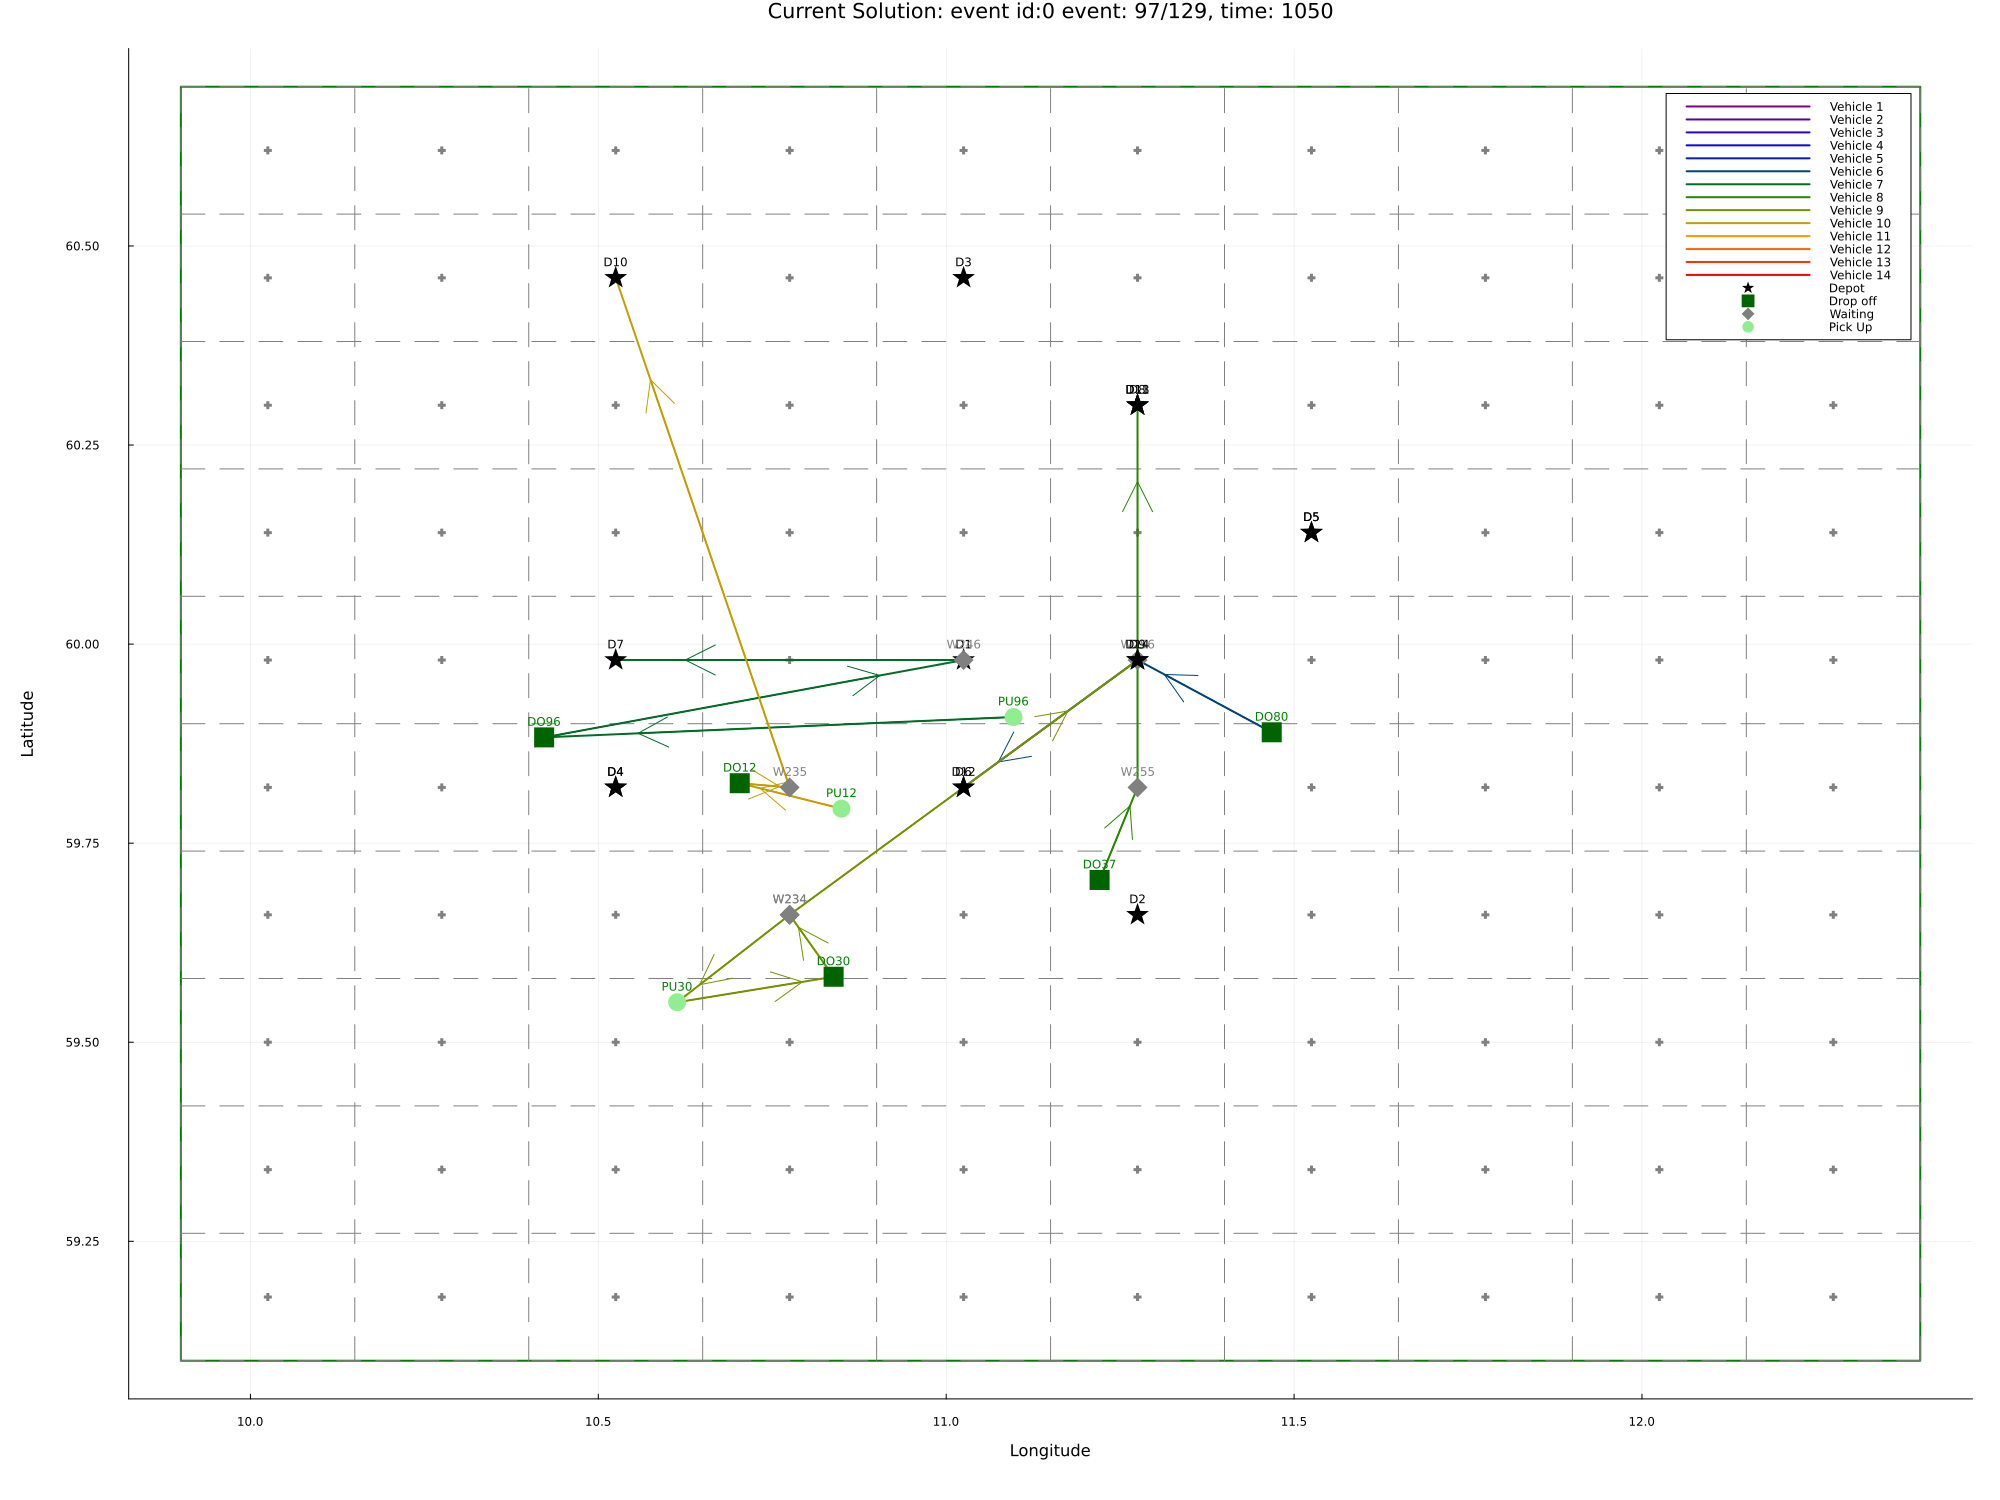 Current Solution: event id:0 event: 97/129, time: 1050
Vehicle 1
Vehicle 2
Vehicle 3
Vehicle 4
Vehicle 5
Vehicle 6
Vehicle 7
Vehicle 8
Vehicle 9
Vehicle 10
Vehicle 11
Vehicle 12
Vehicle 13
Vehicle 14
Depot
Drop off
Waiting
Pick Up
60.50
60.25
60.00
59.75
59.50
59.25
D10
D3
D5
D7
D1
PU96
DO96
DO80
D4
DO12
W235
PU12
W255
DO37
D2
W234
DO30
PU30
10.0
10.5
11.0
11.5
12.0
Longitude
Latitude